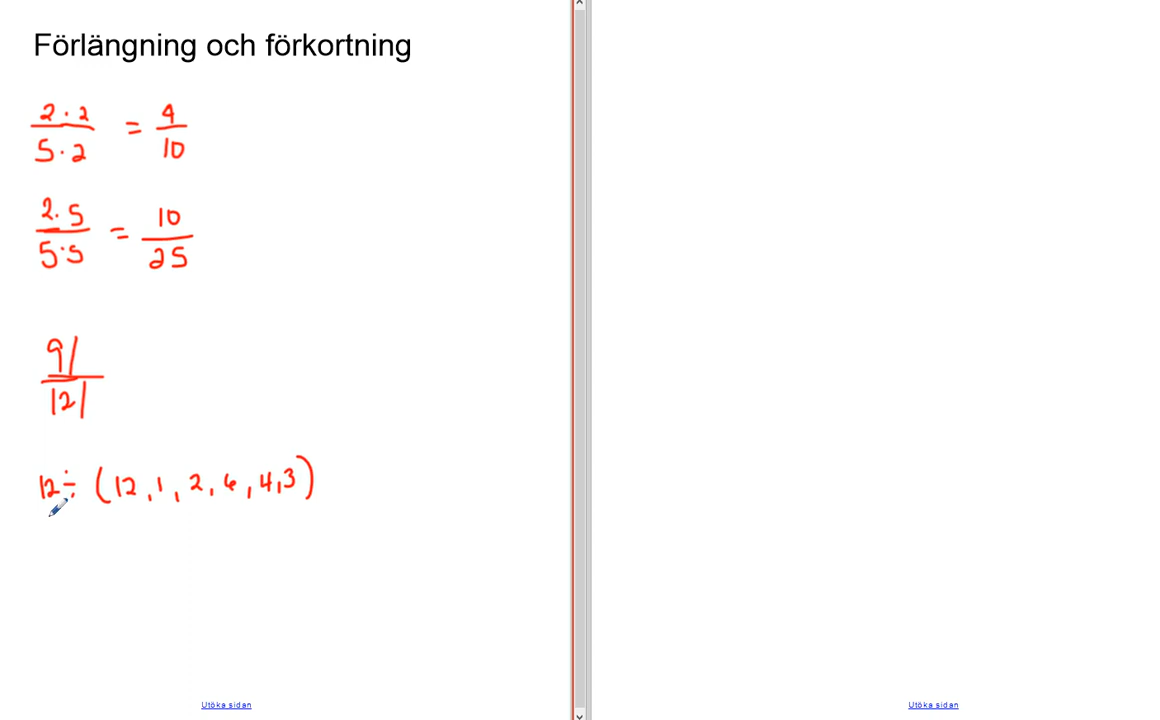 Förlängning och förkortning
2 · 2 / 5 · 2 = 4 / 10
2 · 5 / 5 · 5 = 10 / 25
9/
12/
12 ÷ (12, 1, 2, 6, 4, 3)
Utöka sidan
Utöka sidan